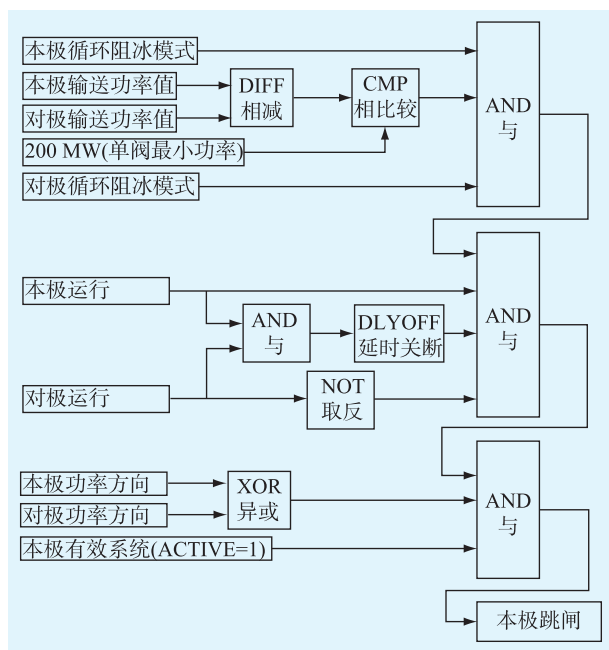 本极循环阻冰模式
本极输送功率值
对极输送功率值
DIFF
相减
CMP
相比较
200 MW(单阀最小功率)
对极循环阻冰模式
AND
与
本极运行
AND
与
DLYOFF
延时关断
对极运行
NOT
取反
AND
与
本极功率方向
对极功率方向
XOR
异或
本极有效系统(ACTIVE=1)
AND
与
本极跳闸